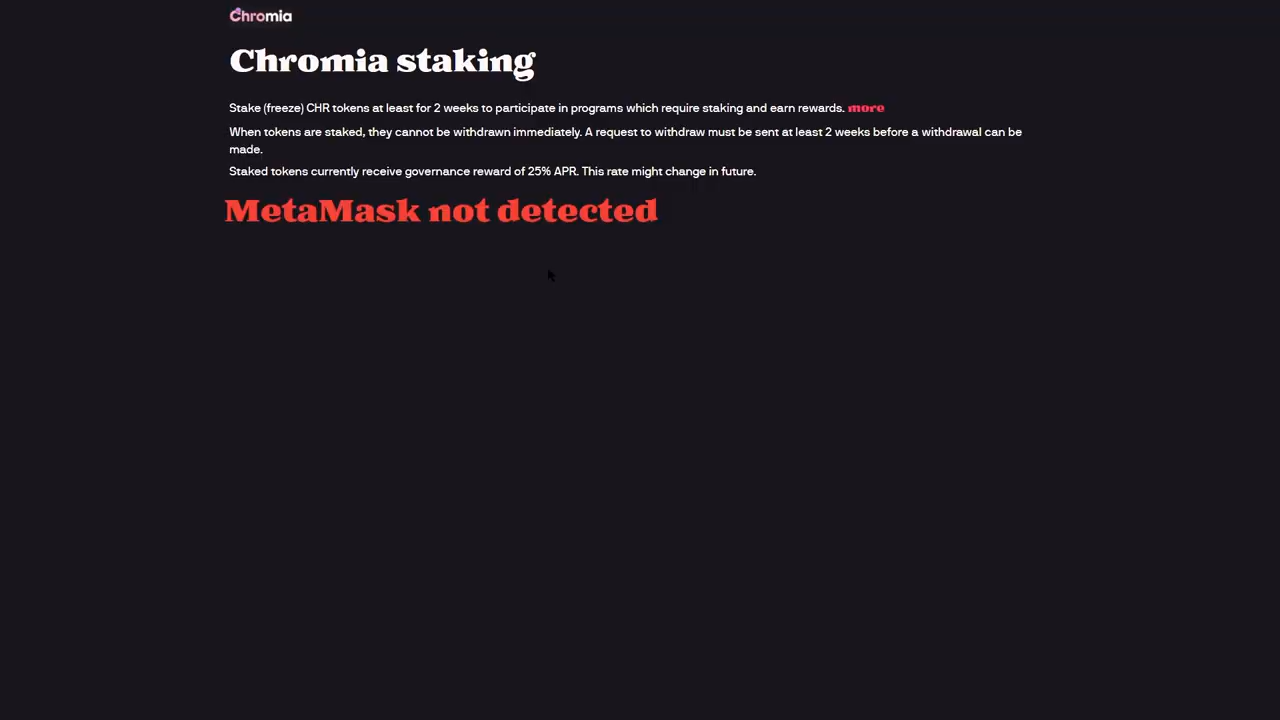 Chromia
Chromia staking
Stake (freeze) CHR tokens at least for 2 weeks to participate in programs which require staking and earn rewards. more
When tokens are staked, they cannot be withdrawn immediately. A request to withdraw must be sent at least 2 weeks before a withdrawal can be
made.
Staked tokens currently receive governance reward of 25% APR. This rate might change in future.
MetaMask not detected